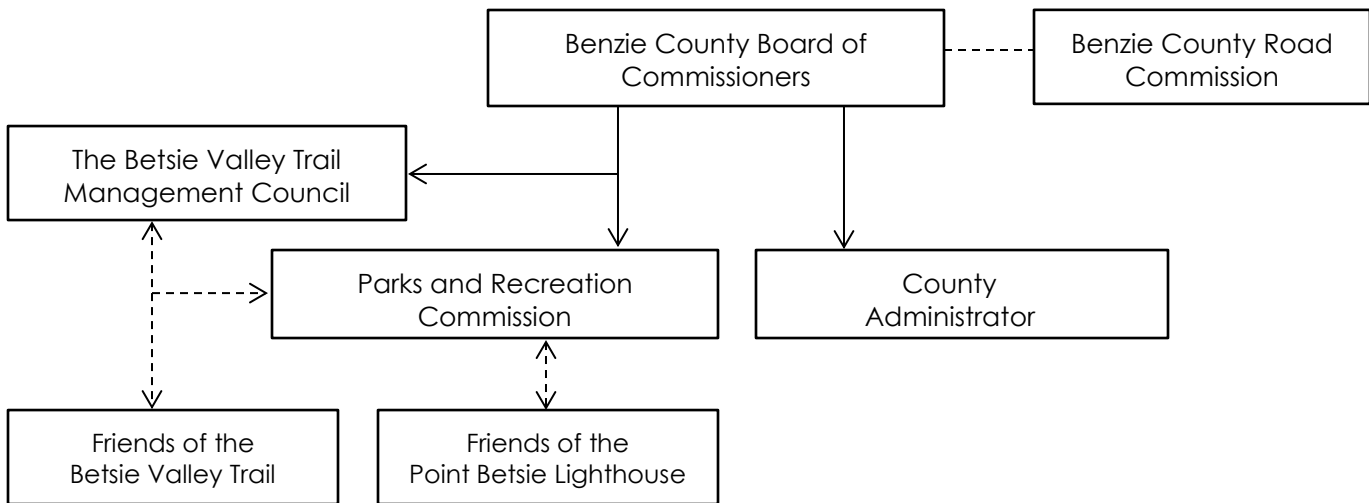 Benzie County Board of
Commissioners
Benzie County Road
Commission
The Betsie Valley Trail
Management Council
Parks and Recreation
Commission
County
Administrator
Friends of the
Betsie Valley Trail
Friends of the
Point Betsie Lighthouse